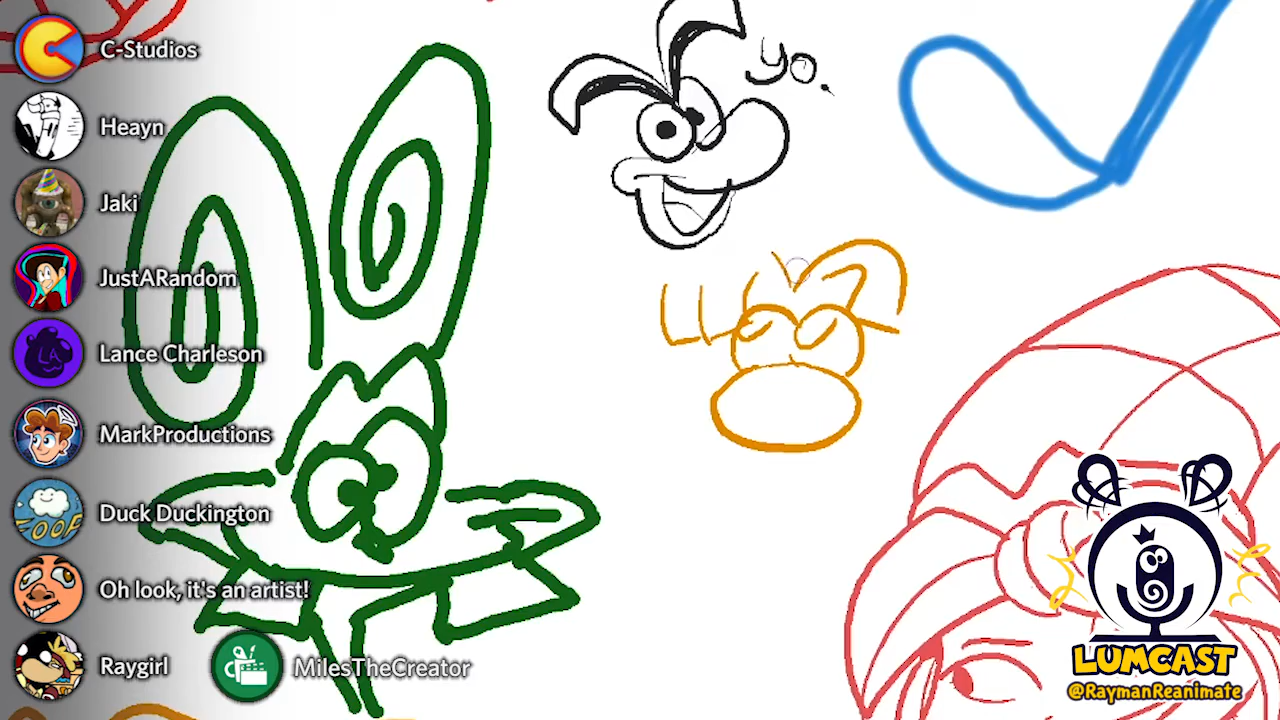 C-Studios
Heayn
Jaki
JustARandom
Lance Charleson
MarkProductions
Duck Duckington
Oh look, it's an artist!
Raygirl
MilesTheCreator
yo.
LUMCAST
@RaymanReanimate